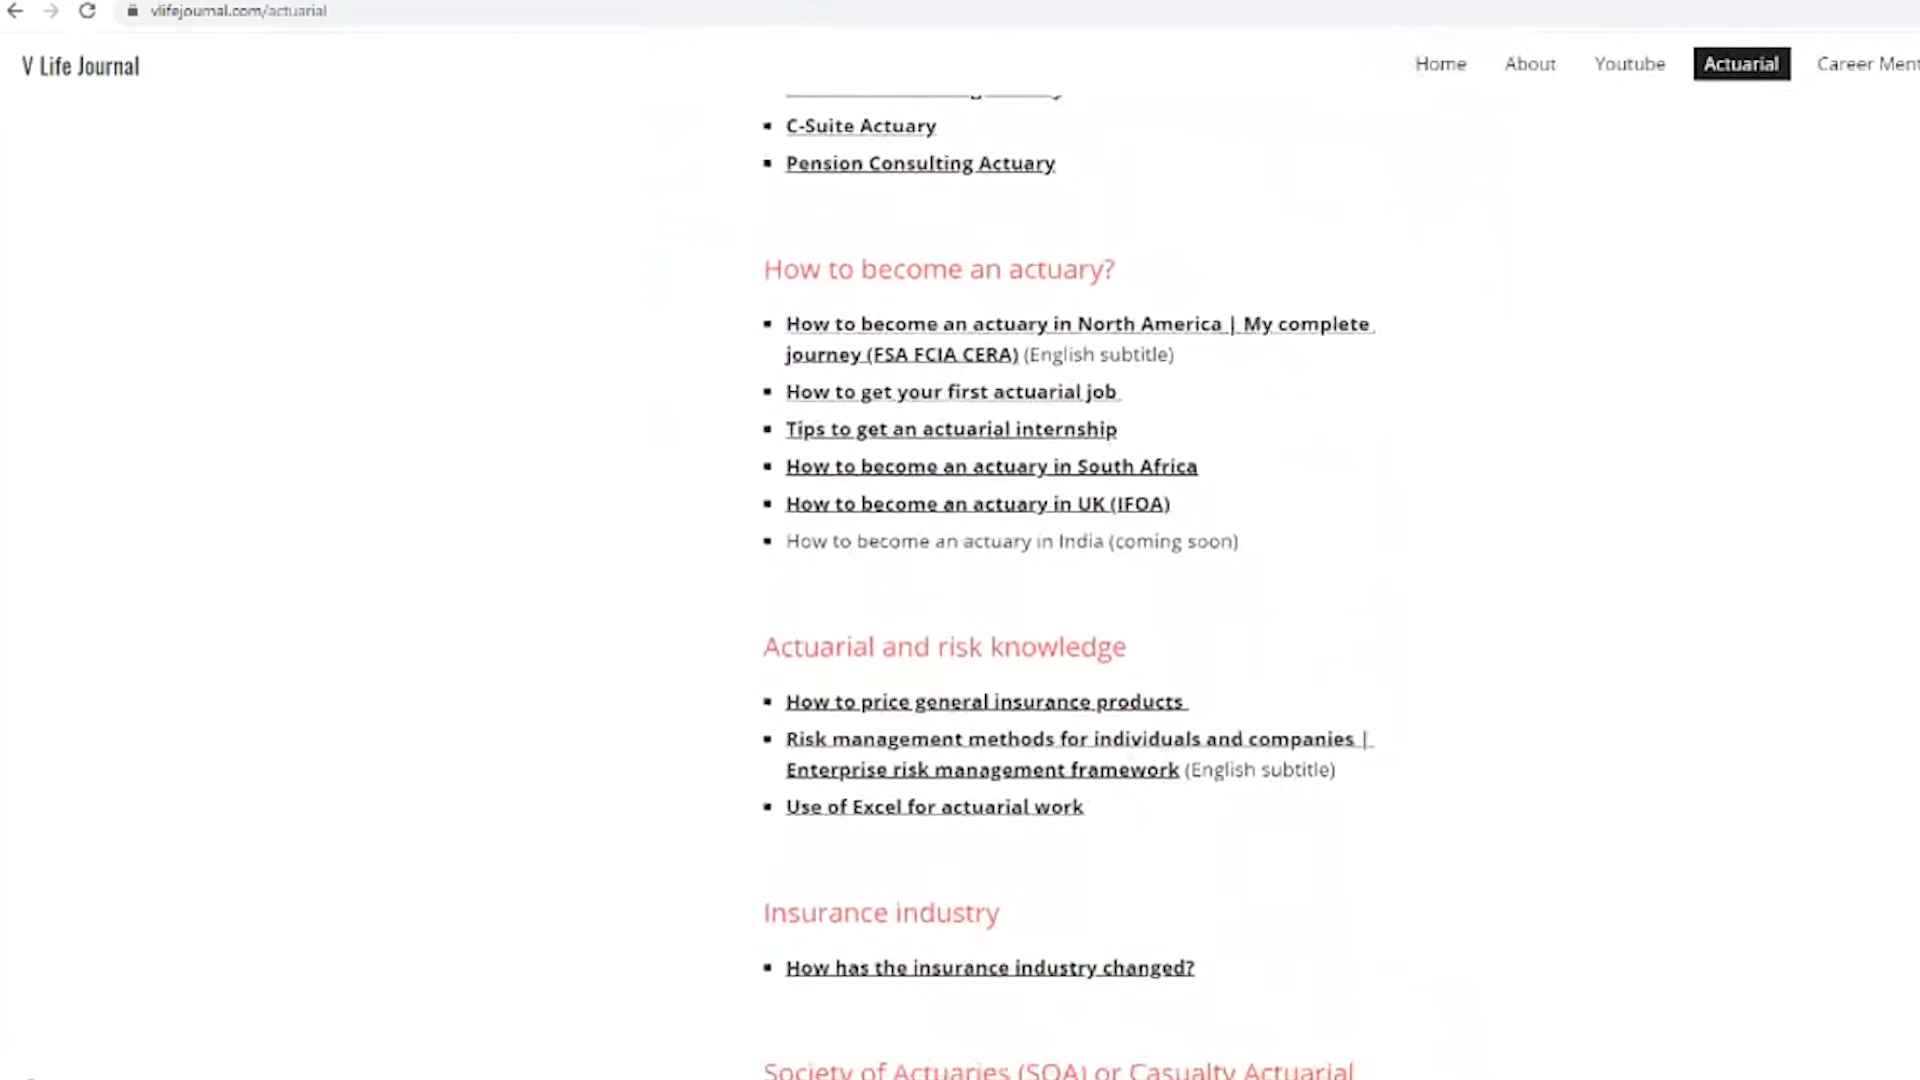 vlifejournal.com/actuarial
V Life Journal
Home About Youtube Actuarial Career
C-Suite Actuary
Pension Consulting Actuary
How to become an actuary?
How to become an actuary in North America | My complete
journey (FSA FCIA CERA) (English subtitle)
How to get your first actuarial job
Tips to get an actuarial internship
How to become an actuary in South Africa
How to become an actuary in UK (IFOA)
How to become an actuary in India (coming soon)
Actuarial and risk knowledge
How to price general insurance products
Risk management methods for individuals and companies |
Enterprise risk management framework (English subtitle)
Use of Excel for actuarial work
Insurance industry
How has the insurance industry changed?
Society of Actuaries (SOA) or Casualty Actuarial